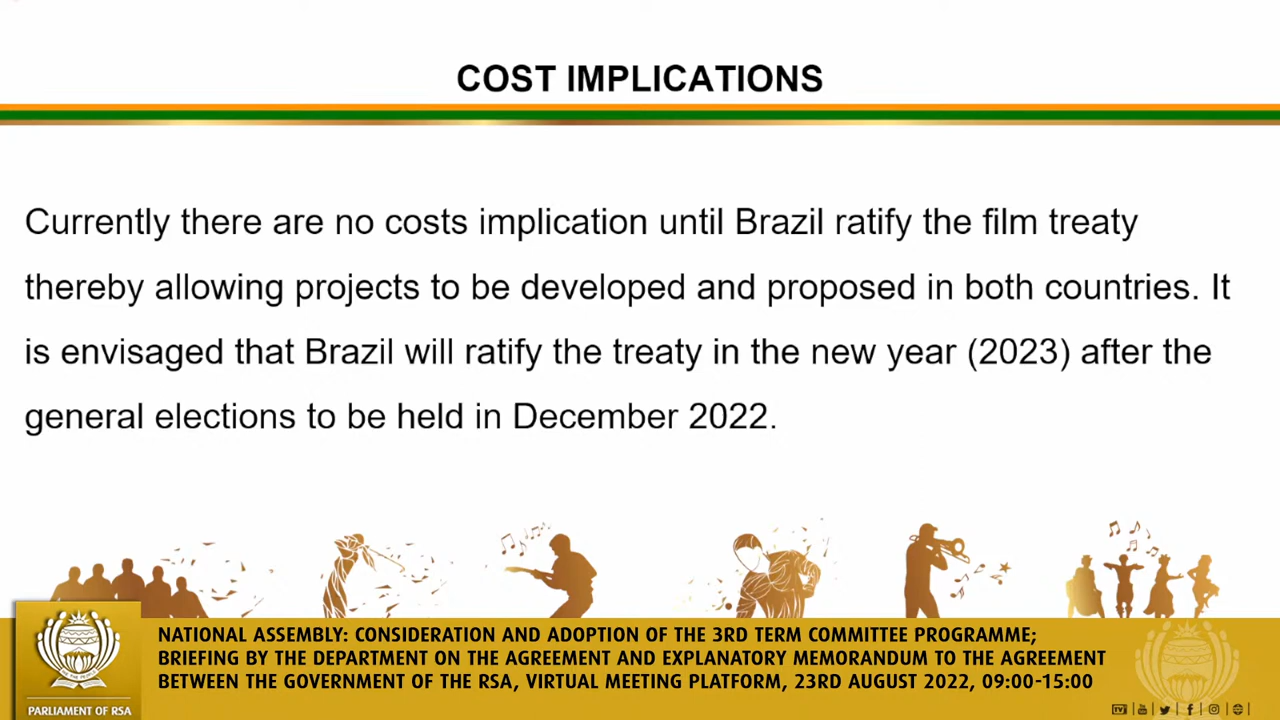 COST IMPLICATIONS
Currently there are no costs implication until Brazil ratify the film treaty
thereby allowing projects to be developed and proposed in both countries. It
is envisaged that Brazil will ratify the treaty in the new year (2023) after the
general elections to be held in December 2022.
NATIONAL ASSEMBLY: CONSIDERATION AND ADOPTION OF THE 3RD TERM COMMITTEE PROGRAMME;
BRIEFING BY THE DEPARTMENT ON THE AGREEMENT AND EXPLANATORY MEMORANDUM TO THE AGREEMENT
BETWEEN THE GOVERNMENT OF THE RSA, VIRTUAL MEETING PLATFORM, 23RD AUGUST 2022, 09:00-15:00
PARLIAMENT OF RSA